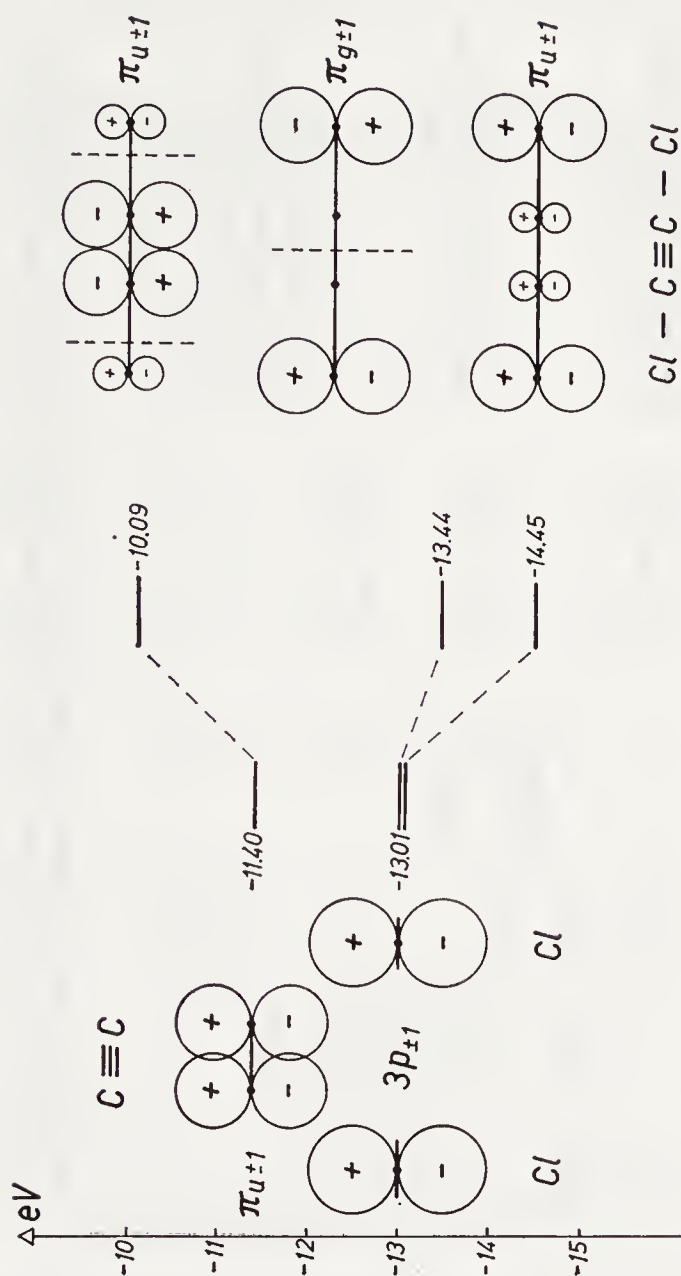 eV
-10
-11
-12
-13
-14
-15
C ≡ C
π u ±1
+ +
- -
+ +
- -
3p ±1
Cl Cl
-11.40
-13.01
-10.09
-13.44
-14.45
+ - - +
- + + -
π u ±1
+ -
- +
π g ±1
+ + + +
- - - -
π u ±1
Cl — C ≡ C — Cl